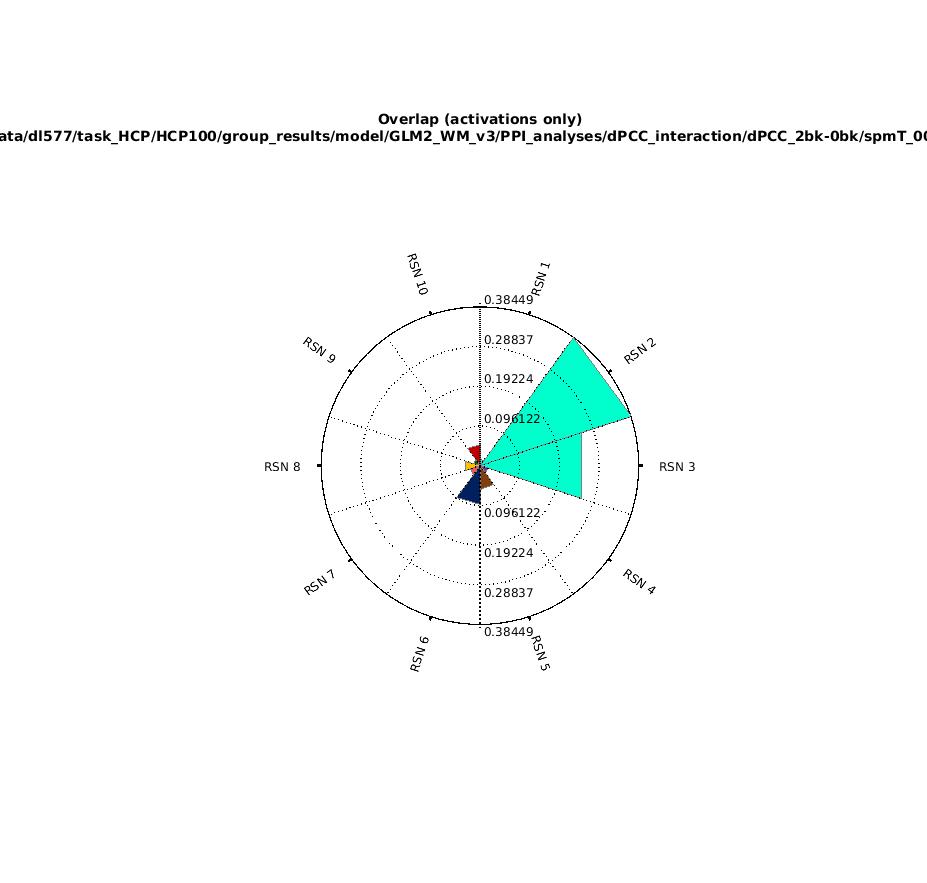 Overlap (activations only)
ata/dl577/task_HCP/HCP100/group_results/model/GLM2_WM_v3/PPI_analyses/dPCC_interaction/dPCC_2bk-0bk/spmT_00
RSN 10
RSN 1
0.38449
RSN 9
0.28837
RSN 2
0.19224
0.096122
RSN 8
RSN 3
0.096122
0.19224
RSN 7
RSN 4
0.28837
0.38449
RSN 6
RSN 5